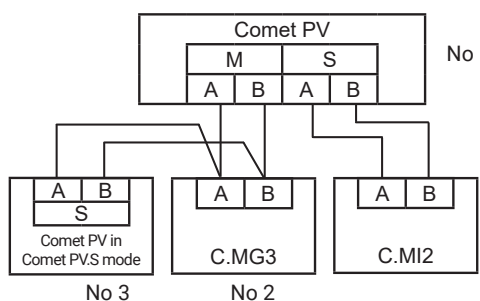 Comet PV
No
M S
A B A B
A B
S
Comet PV in
Comet PV.S mode
A B
C.MG3
A B
C.MI2
No 3
No 2